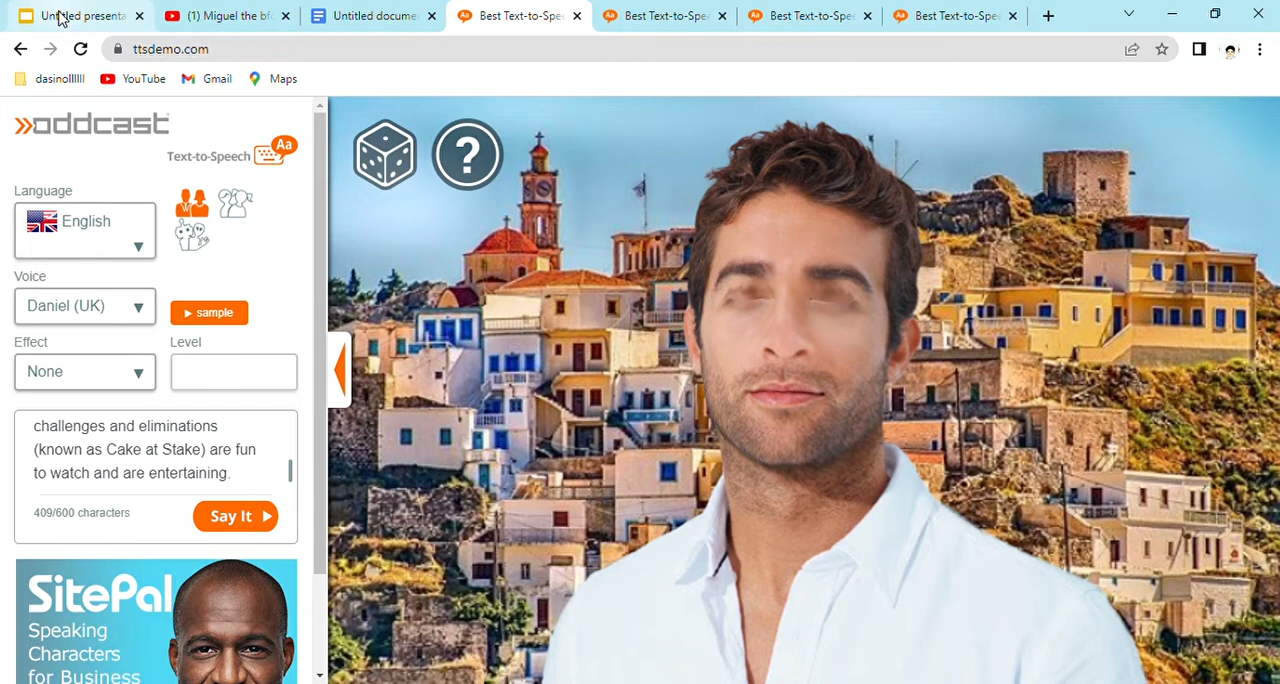 Untitled presenta
(1) Miguel the bfo
Untitled docume
Best Text-to-Spe
Best Text-to-Spe
Best Text-to-Spe
Best Text-to-Spe
ttsdemo.com
dasinollllll
YouTube
Gmail
Maps
oddcast
Text-to-Speech
Aa
Language
English
Voice
Daniel (UK)
sample
Effect
Level
None
challenges and eliminations
(known as Cake at Stake) are fun
to watch and are entertaining.
409/600 characters
Say It
SitePal
Speaking
Characters
for Business
?